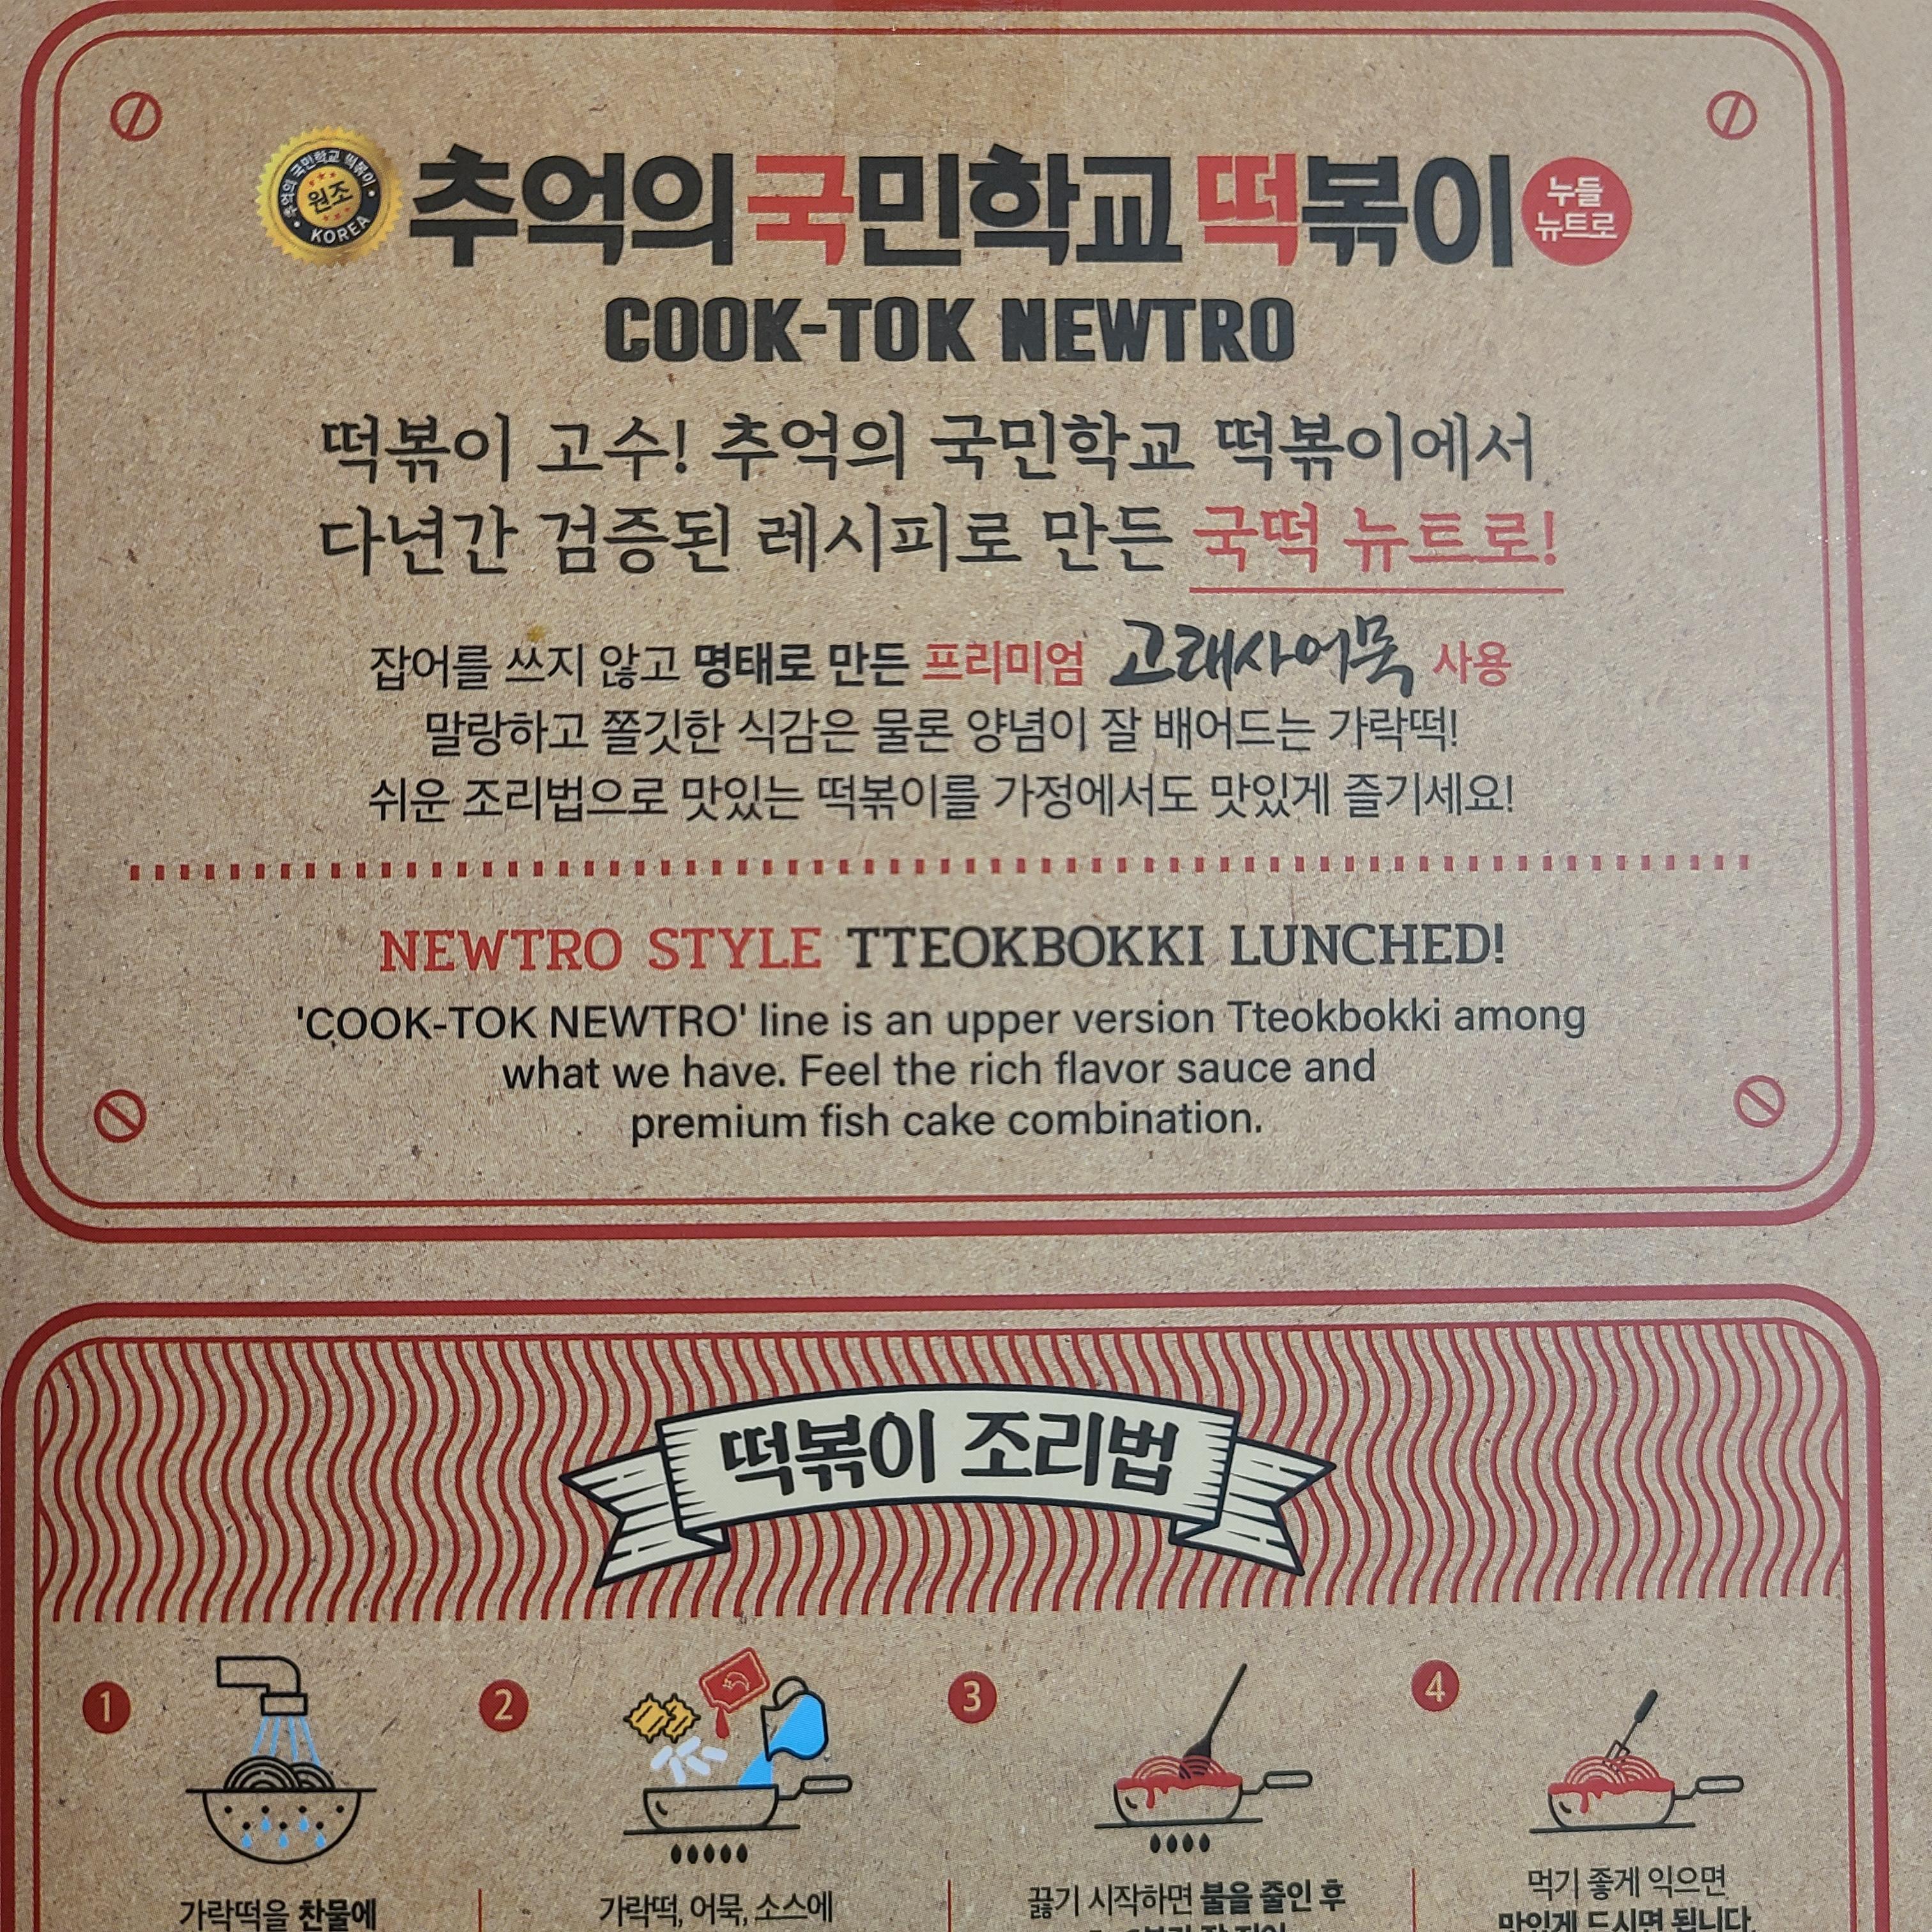 추억의 국민학교 떡볶이
원조
KOREA
추억의 국민학교 떡볶이
누들
뉴트로
COOK-TOK NEWTRO
떡볶이 고수! 추억의 국민학교 떡볶이에서
다년간 검증된 레시피로 만든 국떡 뉴트로!
잡어를 쓰지 않고 명태로 만든 프리미엄 고래사어묵 사용
말랑하고 쫄깃한 식감은 물론 양념이 잘 배어드는 가락떡!
쉬운 조리법으로 맛있는 떡볶이를 가정에서도 맛있게 즐기세요!
NEWTRO STYLE TTEOKBOKKI LUNCHED!
'COOK-TOK NEWTRO' line is an upper version Tteokbokki among
what we have. Feel the rich flavor sauce and
premium fish cake combination.
떡볶이 조리법
1
가락떡을 찬물에
2
가락떡, 어묵, 소스에
3
끓기 시작하면 불을 줄인 후
4
먹기 좋게 익으면
맛있게 드시면 됩니다